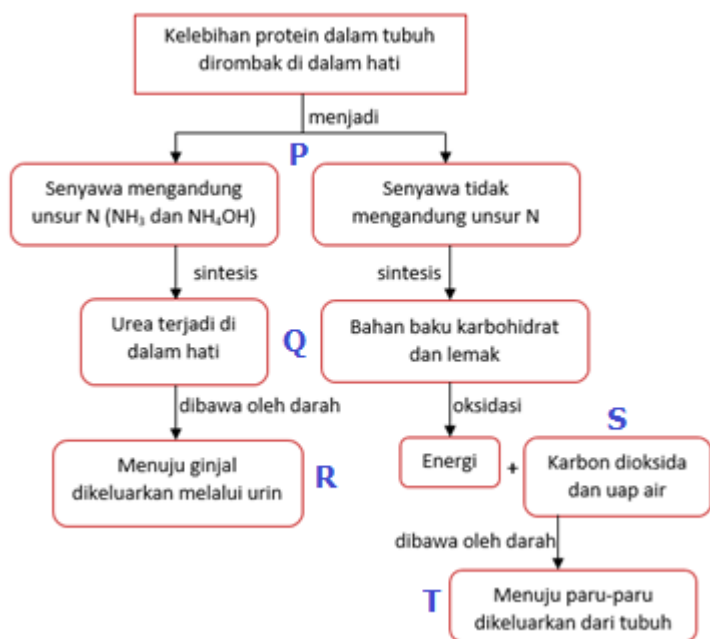 Kelebihan protein dalam tubuh
dirombak di dalam hati
menjadi
P
Senyawa mengandung
unsur N (NH₃ dan NH₄OH)
Senyawa tidak
mengandung unsur N
sintesis
sintesis
Urea terjadi di
dalam hati
Q
Bahan baku karbohidrat
dan lemak
dibawa oleh darah
oksidasi
S
Menuju ginjal
dikeluarkan melalui urin
R
Energi
+
Karbon dioksida
dan uap air
dibawa oleh darah
T
Menuju paru-paru
dikeluarkan dari tubuh